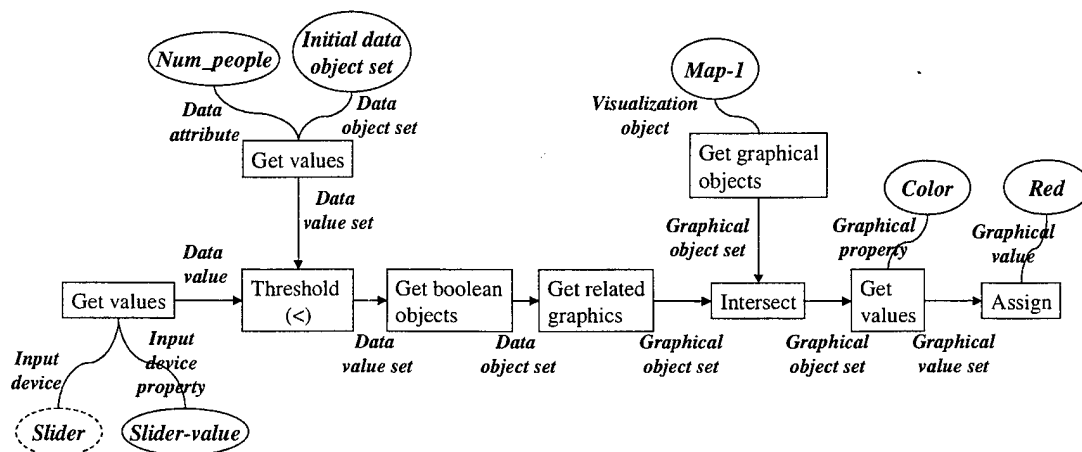 Num_people
Initial data
object set
Map-1
Data
attribute
Data
object set
Visualization
object
Get values
Get graphical
objects
Color
Red
Data
value set
Graphical
object set
Graphical
property
Graphical
value
Data
value
Get values
Threshold
(<)
Get boolean
objects
Get related
graphics
Intersect
Get
values
Assign
Data
value set
Data
object set
Graphical
object set
Graphical
object set
Graphical
value set
Input
device
Input
device
property
Slider
Slider-value